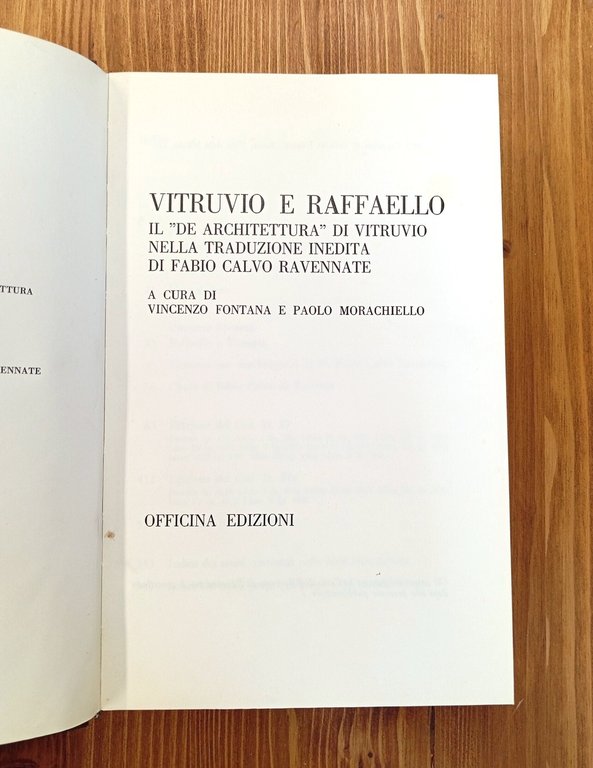 TTURA
ENNATE
VITRUVIO E RAFFAELLO
IL "DE ARCHITETTURA" DI VITRUVIO
NELLA TRADUZIONE INEDITA
DI FABIO CALVO RAVENNATE
A CURA DI
VINCENZO FONTANA E PAOLO MORACHIELLO
OFFICINA EDIZIONI